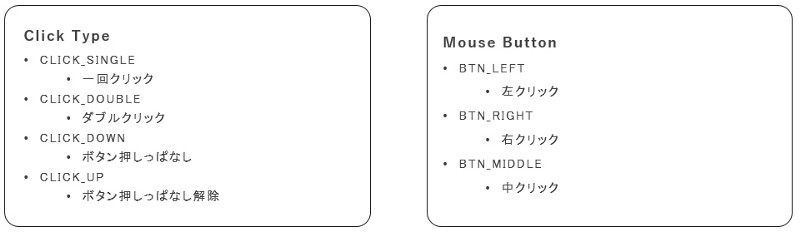 Click Type
• CLICK_SINGLE
• 一回クリック
• CLICK_DOUBLE
• ダブルクリック
• CLICK_DOWN
• ボタン押しっぱなし
• CLICK_UP
• ボタン押しっぱなし解除
Mouse Button
• BTN_LEFT
• 左クリック
• BTN_RIGHT
• 右クリック
• BTN_MIDDLE
• 中クリック